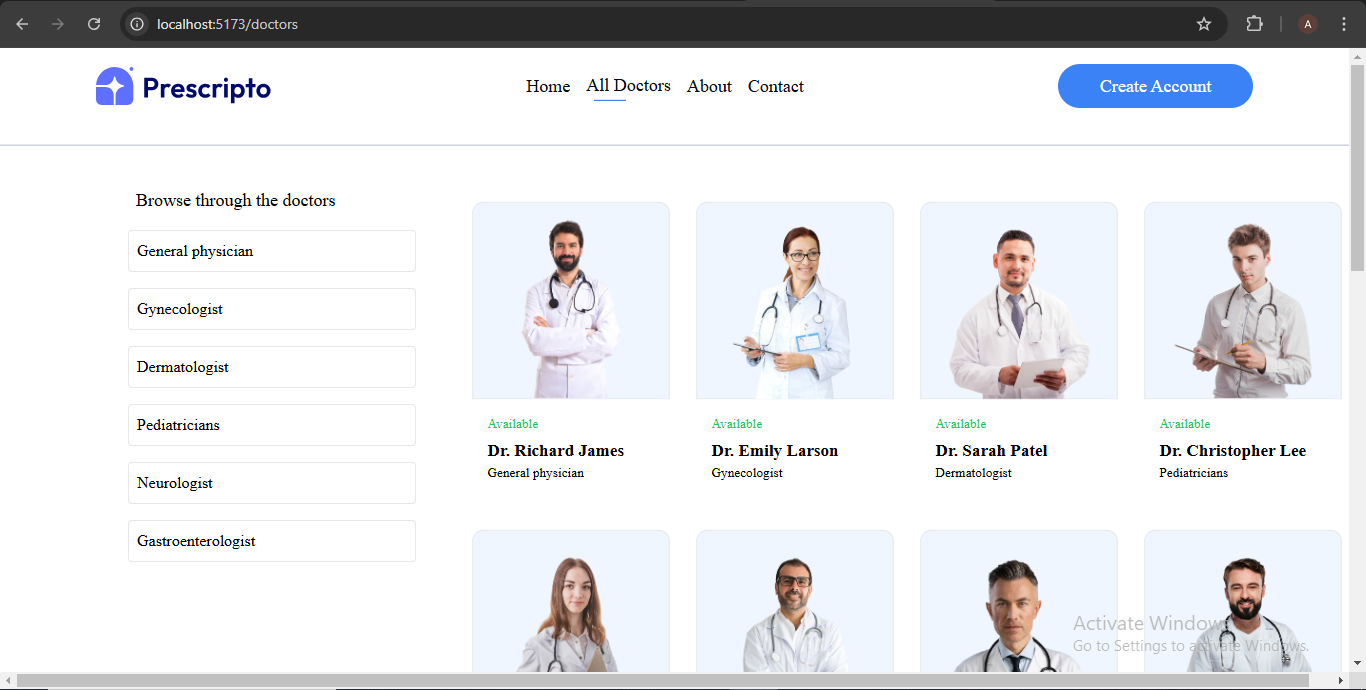 localhost:5173/doctors
A
Prescripto
Home All Doctors About Contact
Create Account
Browse through the doctors
General physician
Gynecologist
Dermatologist
Pediatricians
Neurologist
Gastroenterologist
Available
Dr. Richard James
General physician
Available
Dr. Emily Larson
Gynecologist
Available
Dr. Sarah Patel
Dermatologist
Available
Dr. Christopher Lee
Pediatricians
Activate Windows
Go to Settings to activate Windows.